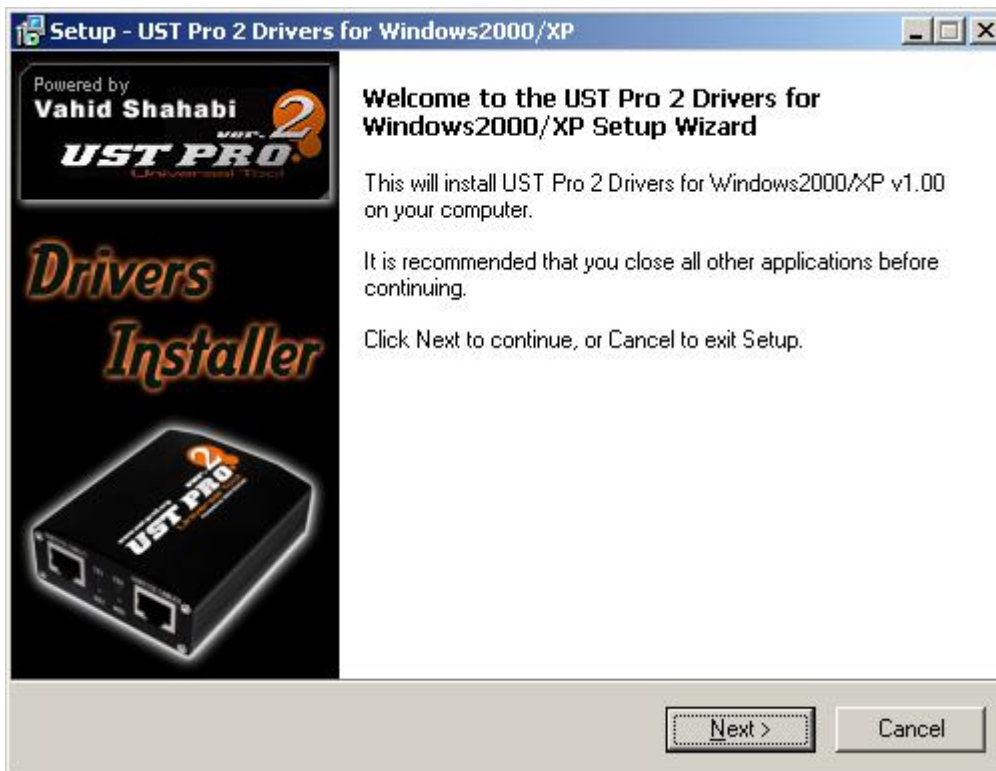 Setup - UST Pro 2 Drivers for Windows2000/XP
Powered by
Vahid Shahabi
ver. 2
UST PRO
Universal Tool
Drivers
Installer
ver. 2
UST PRO
Universal Tool
Welcome to the UST Pro 2 Drivers for
Windows2000/XP Setup Wizard
This will install UST Pro 2 Drivers for Windows2000/XP v1.00
on your computer.
It is recommended that you close all other applications before
continuing.
Click Next to continue, or Cancel to exit Setup.
Next >
Cancel